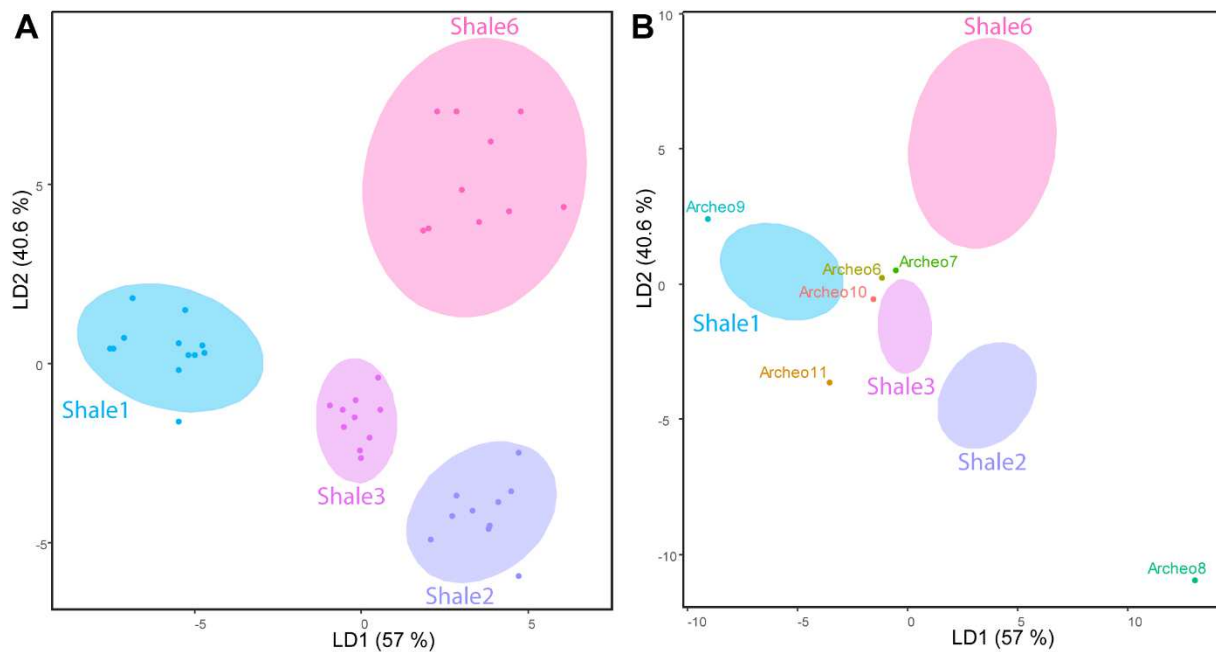 A
Shale6
5
0
-5
Shale1
Shale3
Shale2
-5
0
5
LD1 (57 %)
LD2 (40.6 %)
B
10
5
0
-5
-10
Shale6
Archeo9
Archeo6
Archeo7
Archeo10
Shale1
Archeo11
Shale3
Shale2
Archeo8
-10
-5
0
5
10
LD1 (57 %)
LD2 (40.6 %)